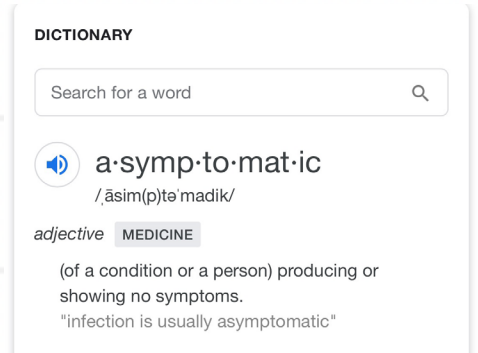 DICTIONARY
Search for a word
a·symp·to·mat·ic
/ˌāsim(p)təˈmadik/
adjective MEDICINE
(of a condition or a person) producing or
showing no symptoms.
"infection is usually asymptomatic"